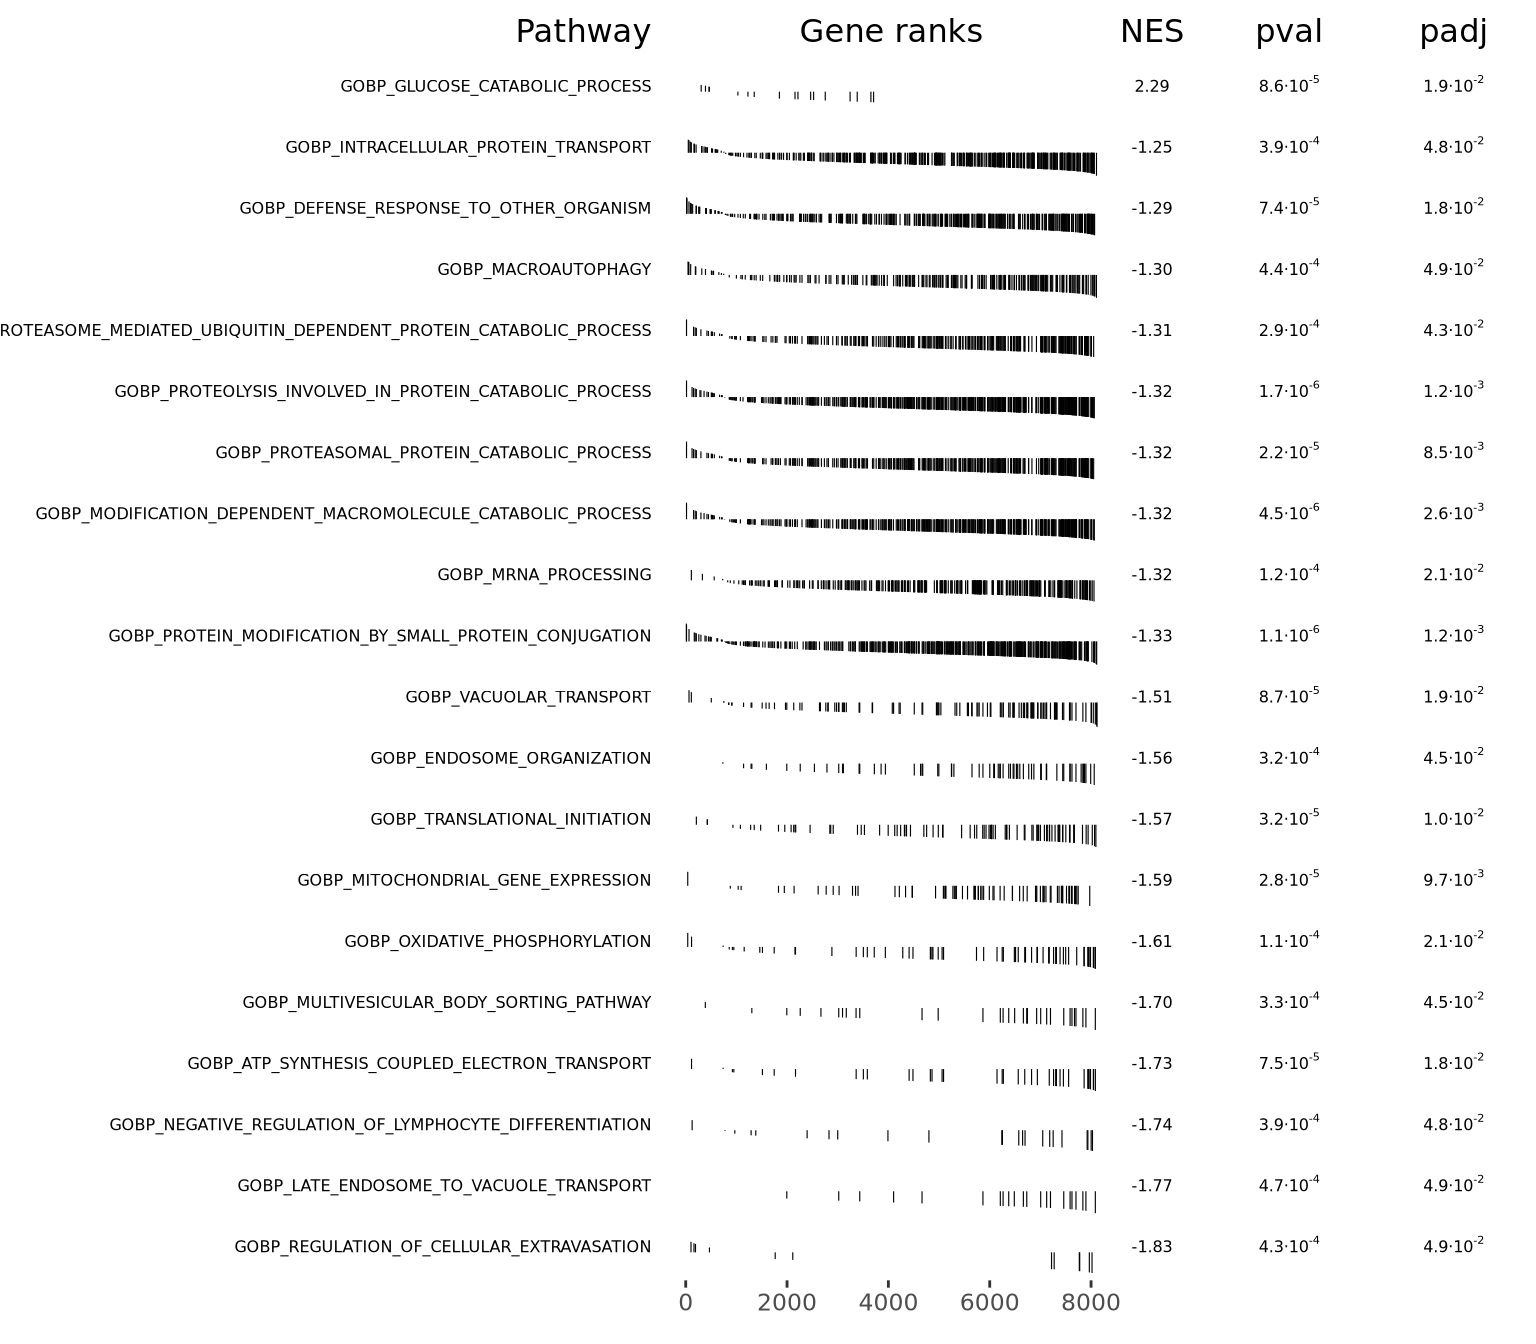 Pathway Gene ranks NES pval padj
GOBP_GLUCOSE_CATABOLIC_PROCESS 2.29 8.6·10⁻⁵ 1.9·10⁻²
GOBP_INTRACELLULAR_PROTEIN_TRANSPORT -1.25 3.9·10⁻⁴ 4.8·10⁻²
GOBP_DEFENSE_RESPONSE_TO_OTHER_ORGANISM -1.29 7.4·10⁻⁵ 1.8·10⁻²
GOBP_MACROAUTOPHAGY -1.30 4.4·10⁻⁴ 4.9·10⁻²
ROTEASOME_MEDIATED_UBIQUITIN_DEPENDENT_PROTEIN_CATABOLIC_PROCESS -1.31 2.9·10⁻⁴ 4.3·10⁻²
GOBP_PROTEOLYSIS_INVOLVED_IN_PROTEIN_CATABOLIC_PROCESS -1.32 1.7·10⁻⁶ 1.2·10⁻³
GOBP_PROTEASOMAL_PROTEIN_CATABOLIC_PROCESS -1.32 2.2·10⁻⁵ 8.5·10⁻³
GOBP_MODIFICATION_DEPENDENT_MACROMOLECULE_CATABOLIC_PROCESS -1.32 4.5·10⁻⁶ 2.6·10⁻³
GOBP_MRNA_PROCESSING -1.32 1.2·10⁻⁴ 2.1·10⁻²
GOBP_PROTEIN_MODIFICATION_BY_SMALL_PROTEIN_CONJUGATION -1.33 1.1·10⁻⁶ 1.2·10⁻³
GOBP_VACUOLAR_TRANSPORT -1.51 8.7·10⁻⁵ 1.9·10⁻²
GOBP_ENDOSOME_ORGANIZATION -1.56 3.2·10⁻⁴ 4.5·10⁻²
GOBP_TRANSLATIONAL_INITIATION -1.57 3.2·10⁻⁵ 1.0·10⁻²
GOBP_MITOCHONDRIAL_GENE_EXPRESSION -1.59 2.8·10⁻⁵ 9.7·10⁻³
GOBP_OXIDATIVE_PHOSPHORYLATION -1.61 1.1·10⁻⁴ 2.1·10⁻²
GOBP_MULTIVESICULAR_BODY_SORTING_PATHWAY -1.70 3.3·10⁻⁴ 4.5·10⁻²
GOBP_ATP_SYNTHESIS_COUPLED_ELECTRON_TRANSPORT -1.73 7.5·10⁻⁵ 1.8·10⁻²
GOBP_NEGATIVE_REGULATION_OF_LYMPHOCYTE_DIFFERENTIATION -1.74 3.9·10⁻⁴ 4.8·10⁻²
GOBP_LATE_ENDOSOME_TO_VACUOLE_TRANSPORT -1.77 4.7·10⁻⁴ 4.9·10⁻²
GOBP_REGULATION_OF_CELLULAR_EXTRAVASATION -1.83 4.3·10⁻⁴ 4.9·10⁻²
0 2000 4000 6000 8000